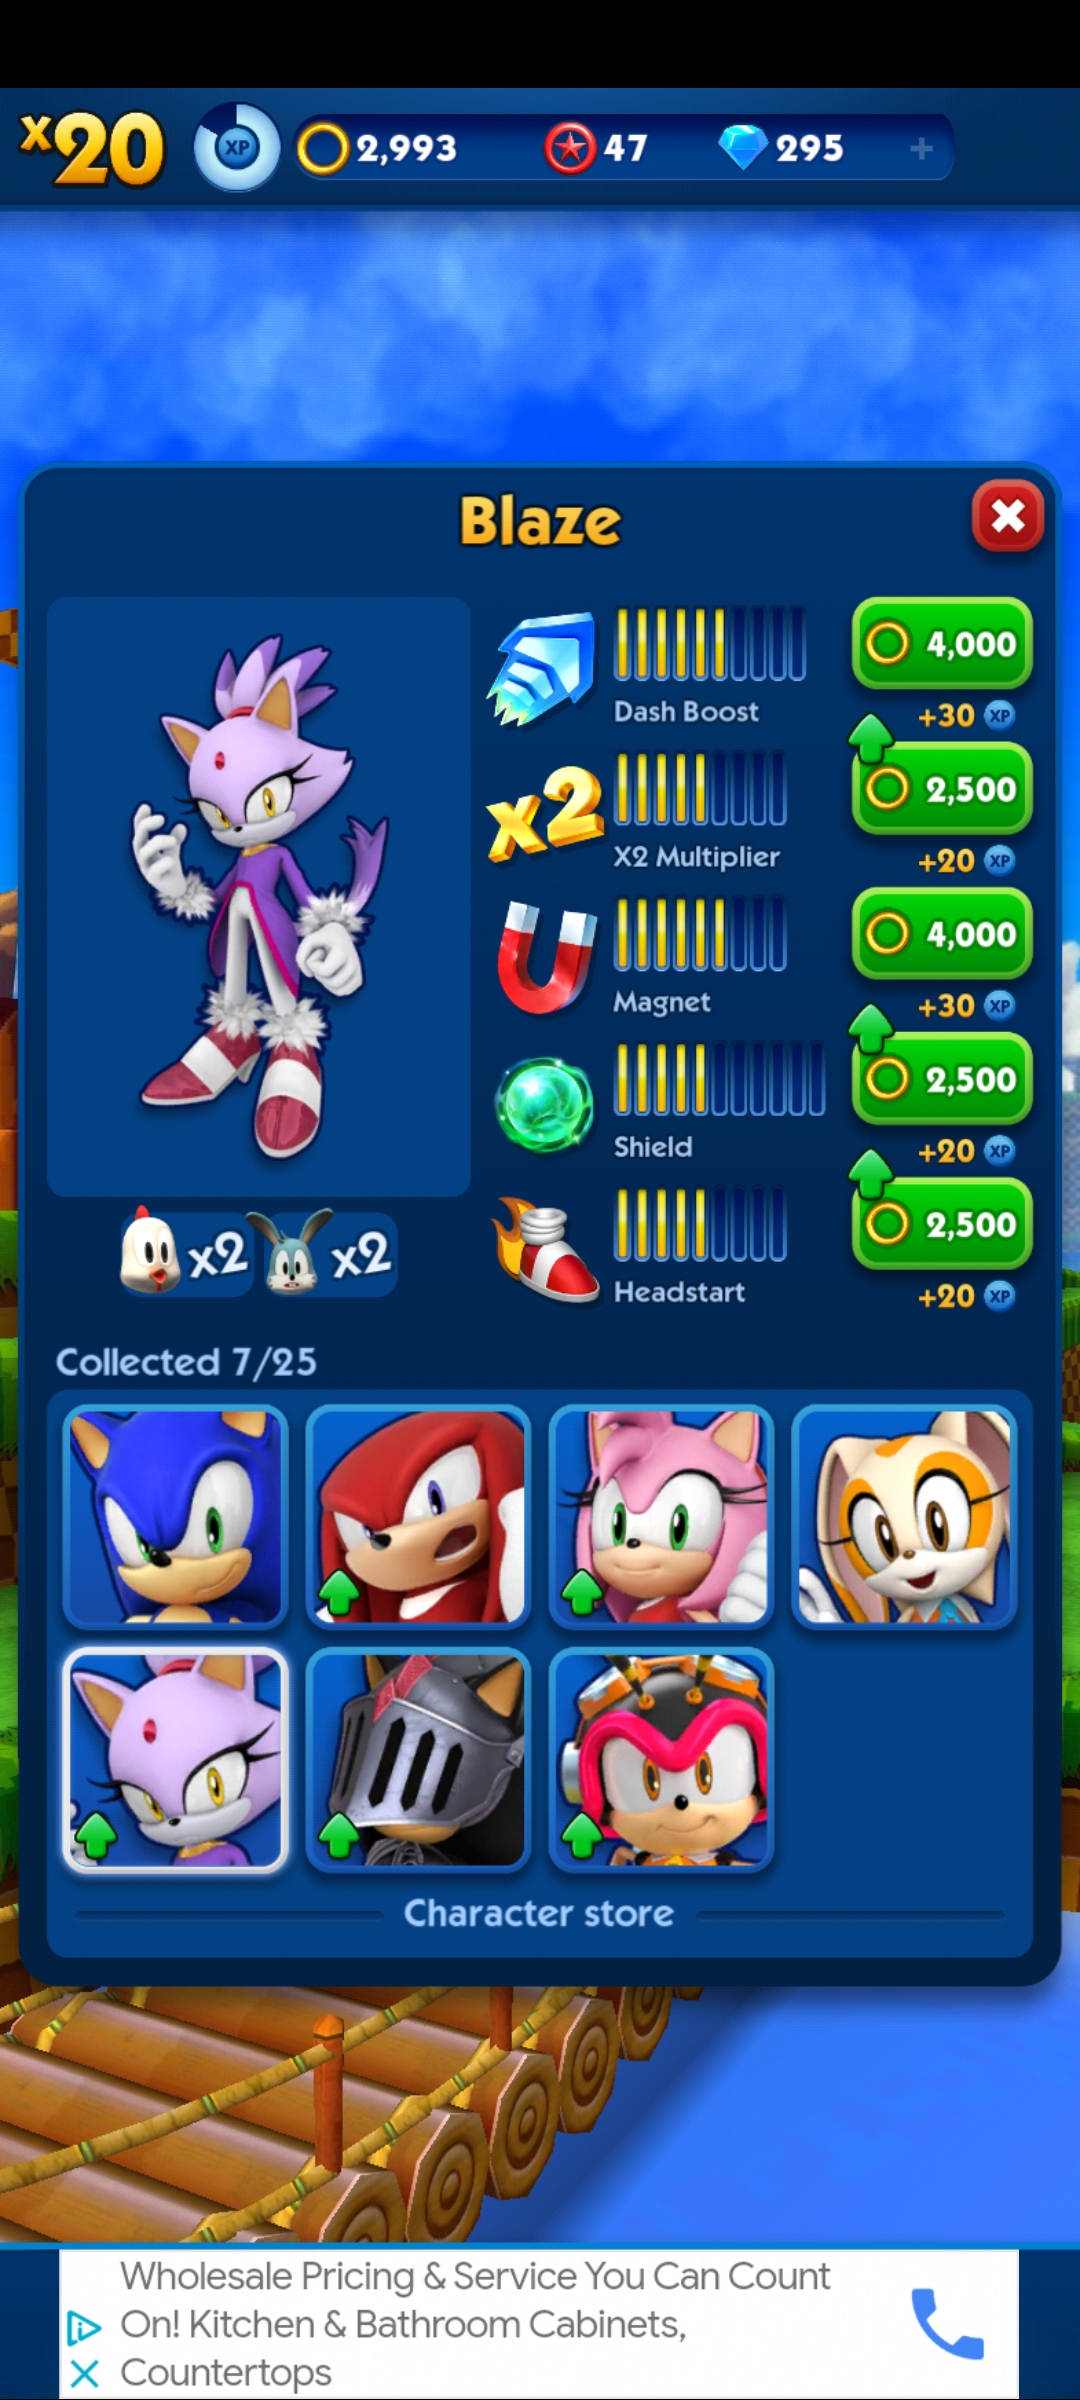 x20
XP
2,993
47
295
+
Blaze
4,000
Dash Boost
+30 XP
x2
2,500
X2 Multiplier
+20 XP
4,000
Magnet
+30 XP
2,500
Shield
+20 XP
x2
x2
2,500
Headstart
+20 XP
Collected 7/25
Character store
Wholesale Pricing & Service You Can Count
On! Kitchen & Bathroom Cabinets,
Countertops